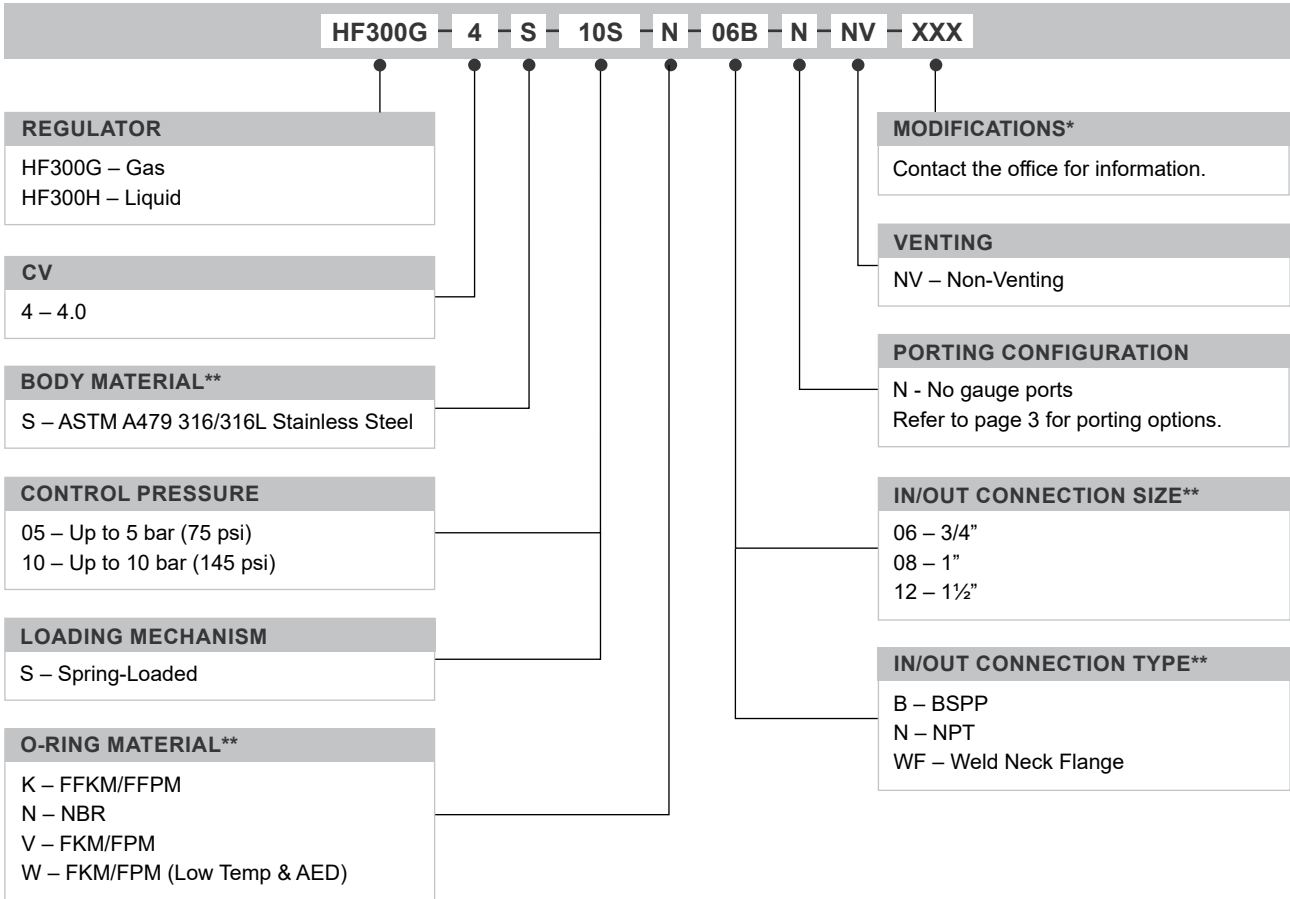 HF300G – 4 – S – 10S – N – 06B – N – NV – XXX
REGULATOR
HF300G – Gas
HF300H – Liquid
CV
4 – 4.0
BODY MATERIAL**
S – ASTM A479 316/316L Stainless Steel
CONTROL PRESSURE
05 – Up to 5 bar (75 psi)
10 – Up to 10 bar (145 psi)
LOADING MECHANISM
S – Spring-Loaded
O-RING MATERIAL**
K – FFKM/FFPM
N – NBR
V – FKM/FPM
W – FKM/FPM (Low Temp & AED)
MODIFICATIONS*
Contact the office for information.
VENTING
NV – Non-Venting
PORTING CONFIGURATION
N - No gauge ports
Refer to page 3 for porting options.
IN/OUT CONNECTION SIZE**
06 – 3/4”
08 – 1”
12 – 1½”
IN/OUT CONNECTION TYPE**
B – BSPP
N – NPT
WF – Weld Neck Flange